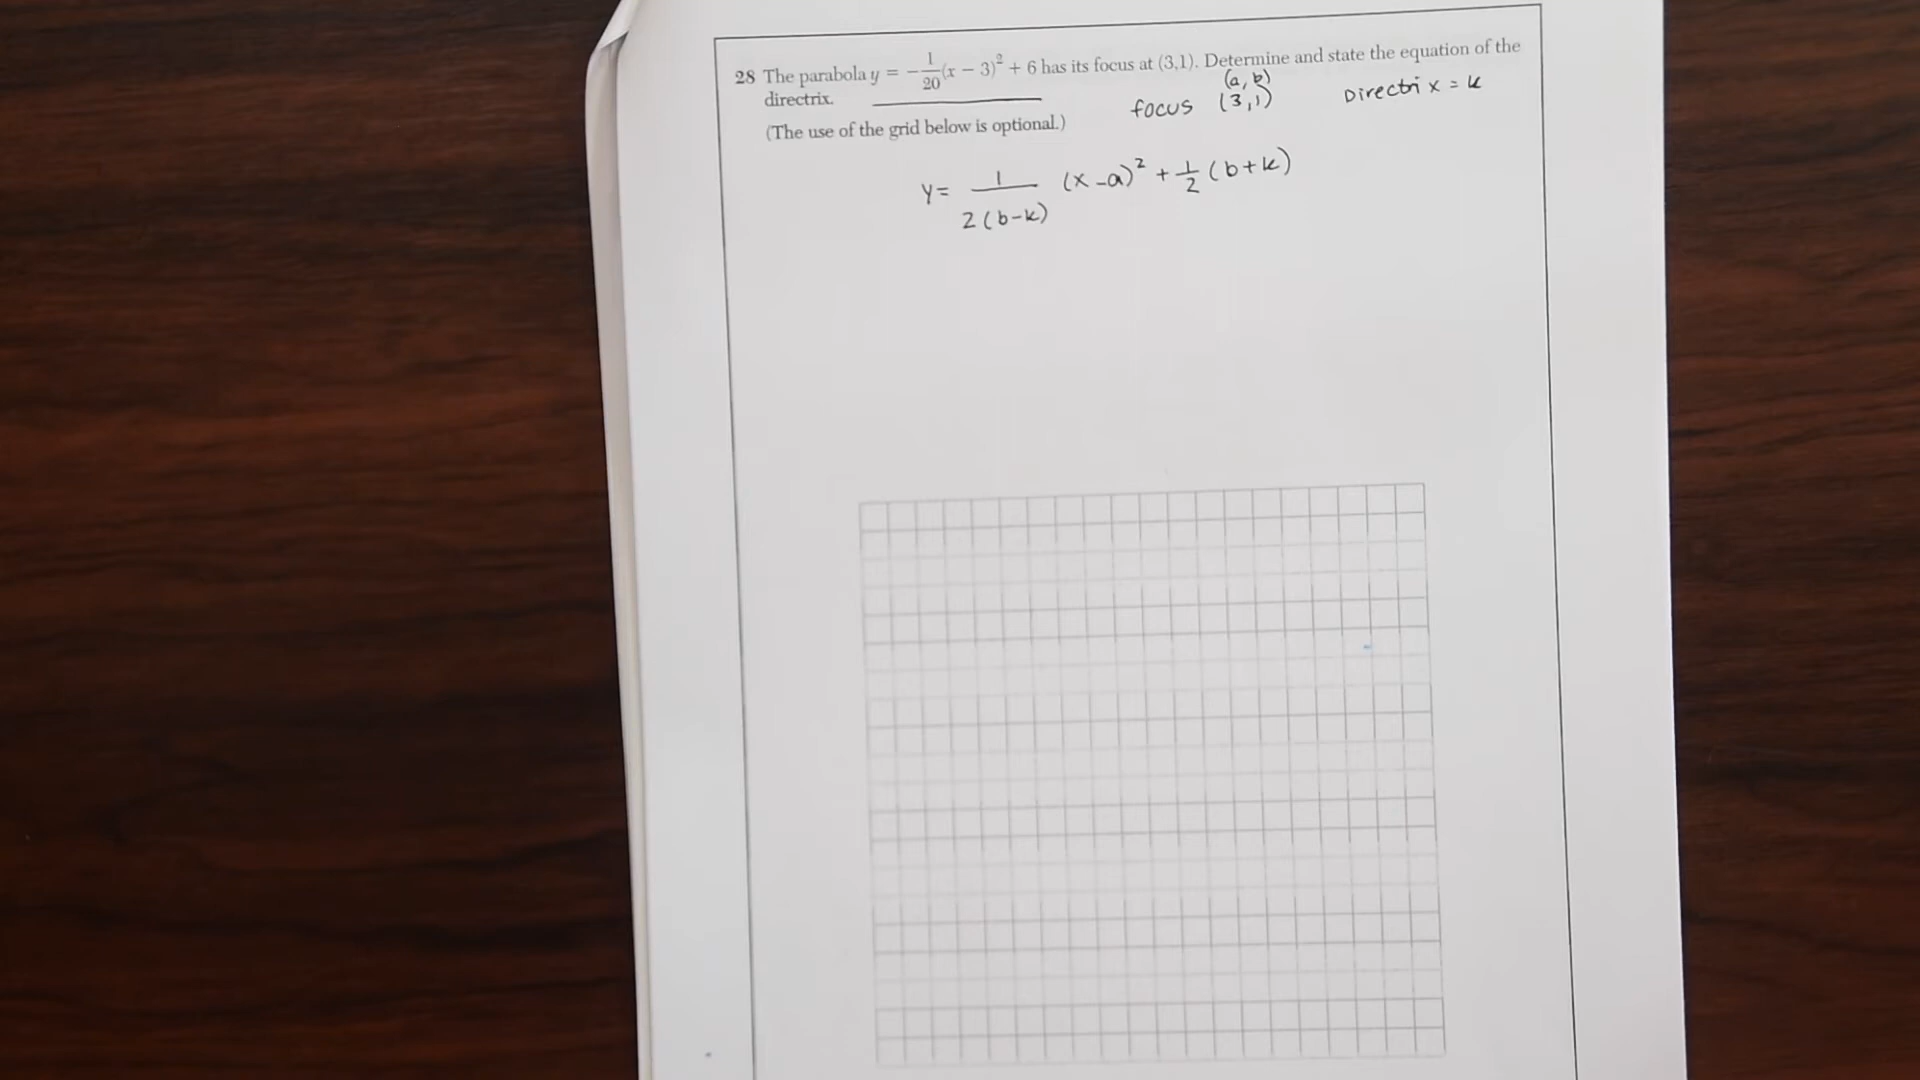 28 The parabola y = -1/20(x - 3)² + 6 has its focus at (3,1). Determine and state the equation of the
directrix.
(The use of the grid below is optional.)
(a, b)
focus (3,1)
Directrix = k
y = 1/2(b-k) (x-a)² + 1/2 (b+k)